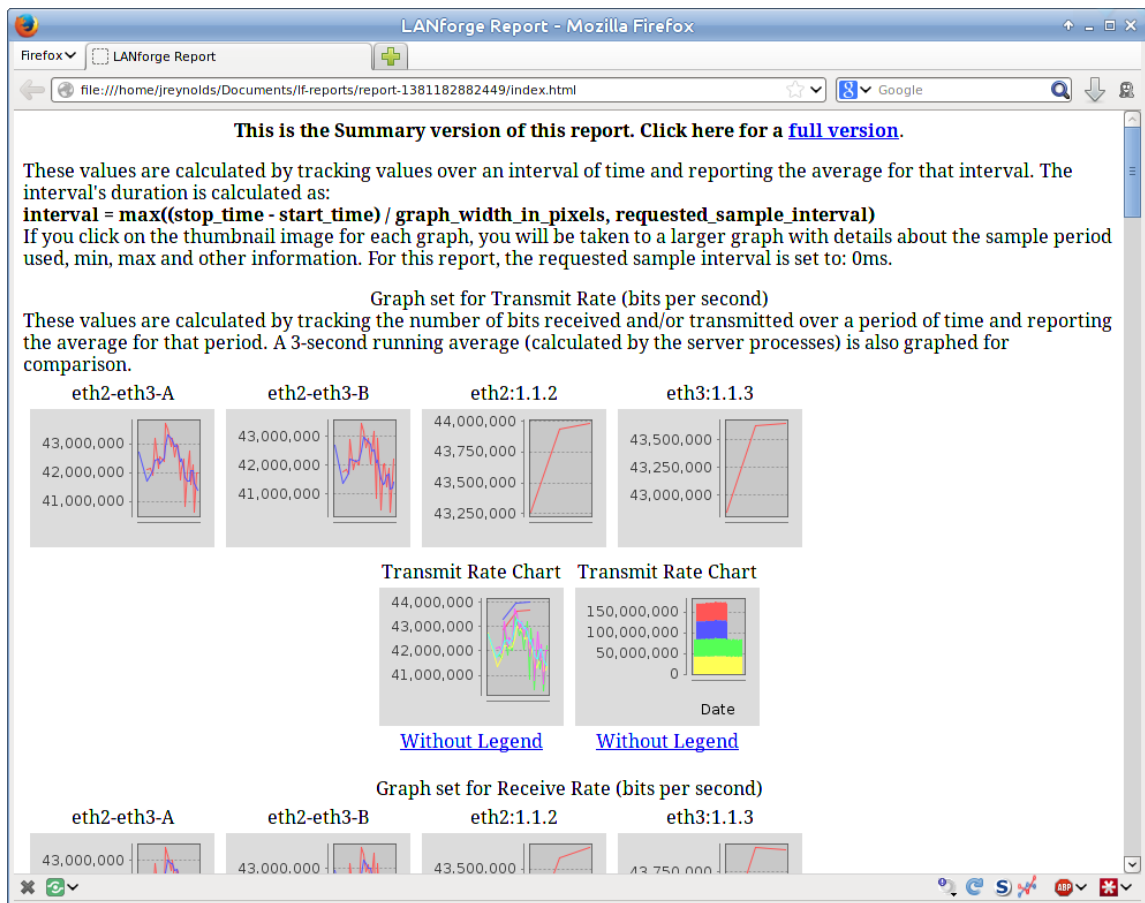 LANforge Report - Mozilla Firefox
Firefox
LANforge Report
file:///home/jreynolds/Documents/lf-reports/report-1381182882449/index.html
Google
This is the Summary version of this report. Click here for a full version.
These values are calculated by tracking values over an interval of time and reporting the average for that interval. The
interval's duration is calculated as:
interval = max((stop_time - start_time) / graph_width_in_pixels, requested_sample_interval)
If you click on the thumbnail image for each graph, you will be taken to a larger graph with details about the sample period
used, min, max and other information. For this report, the requested sample interval is set to: 0ms.
Graph set for Transmit Rate (bits per second)
These values are calculated by tracking the number of bits received and/or transmitted over a period of time and reporting
the average for that period. A 3-second running average (calculated by the server processes) is also graphed for
comparison.
eth2-eth3-A eth2-eth3-B eth2:1.1.2 eth3:1.1.3
43,000,000
42,000,000
41,000,000
43,000,000
42,000,000
41,000,000
44,000,000
43,750,000
43,500,000
43,250,000
43,500,000
43,250,000
43,000,000
Transmit Rate Chart Transmit Rate Chart
44,000,000
43,000,000
42,000,000
41,000,000
150,000,000
100,000,000
50,000,000
0
Date
Without Legend Without Legend
Graph set for Receive Rate (bits per second)
eth2-eth3-A eth2-eth3-B eth2:1.1.2 eth3:1.1.3
43,000,000
43,000,000
43,500,000
43,750,000
ABP